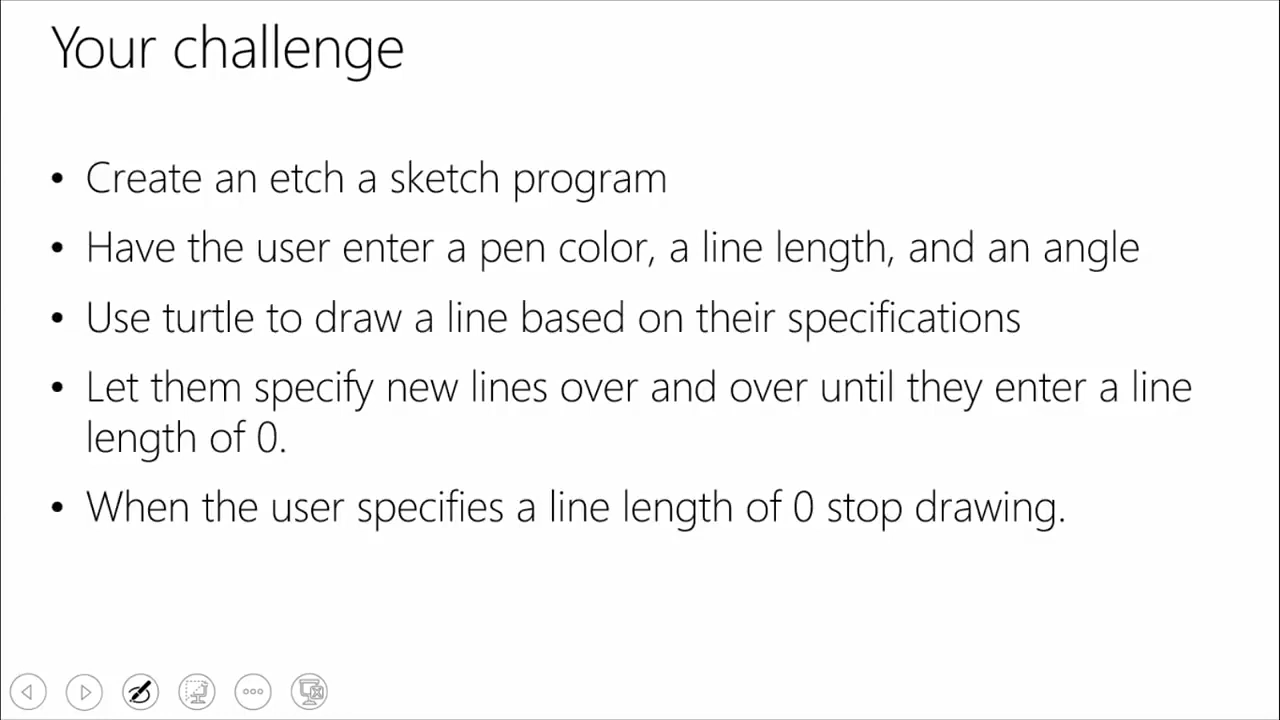 Your challenge
• Create an etch a sketch program
• Have the user enter a pen color, a line length, and an angle
• Use turtle to draw a line based on their specifications
• Let them specify new lines over and over until they enter a line
length of 0.
• When the user specifies a line length of 0 stop drawing.